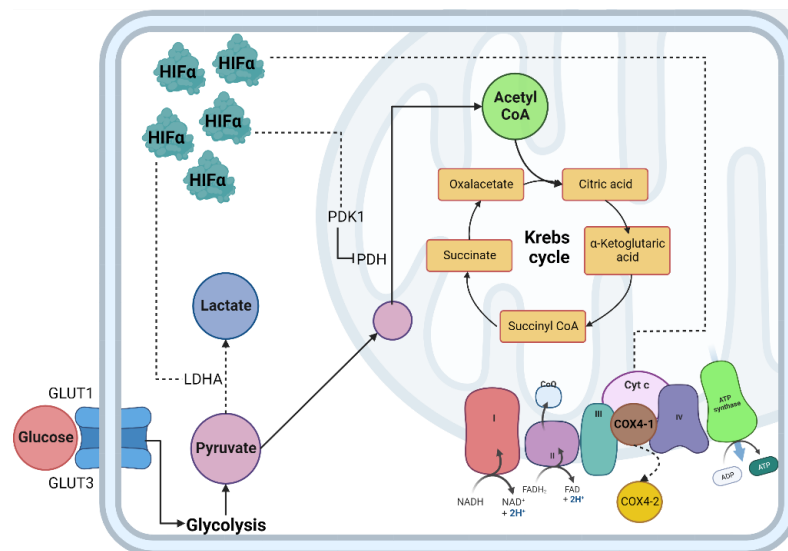 HIFα
HIFα
HIFα
HIFα
HIFα
Acetyl
CoA
Oxalacetate
Citric acid
PDK1
PDH
Succinate
Krebs
cycle
α-Ketoglutaric
acid
Lactate
Succinyl CoA
LDHA
GLUT1
Glucose
GLUT3
Pyruvate
Glycolysis
CoQ
Cyt c
I
II
III
COX4-1
IV
ATP
synthase
NADH
NAD⁺
+ 2H⁺
FADH₂
FAD
+ 2H⁺
COX4-2
ADP
ATP